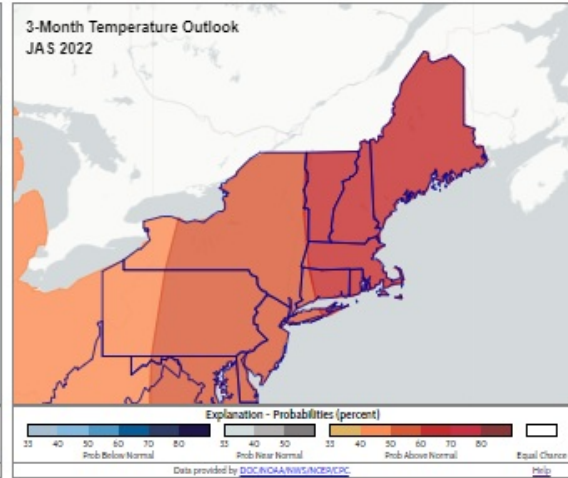 3-Month Temperature Outlook
JAS 2022
Explanation - Probabilities (percent)
33 40 50 60 70 80 33 40 50 33 40 50 60 70 80
Prob Below Normal Prob Near Normal Prob Above Normal Equal Chance
Data provided by DOC/NOAA/NWS/NCEP/CPC. Help